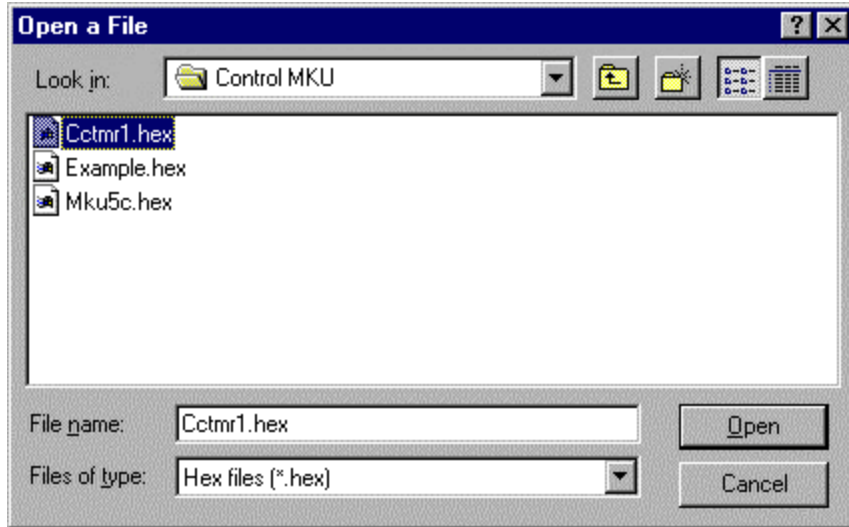 Open a File
Look in: Control MKU
Cctmr1.hex
Example.hex
Mku5c.hex
File name: Cctmr1.hex Open
Files of type: Hex files (*.hex) Cancel